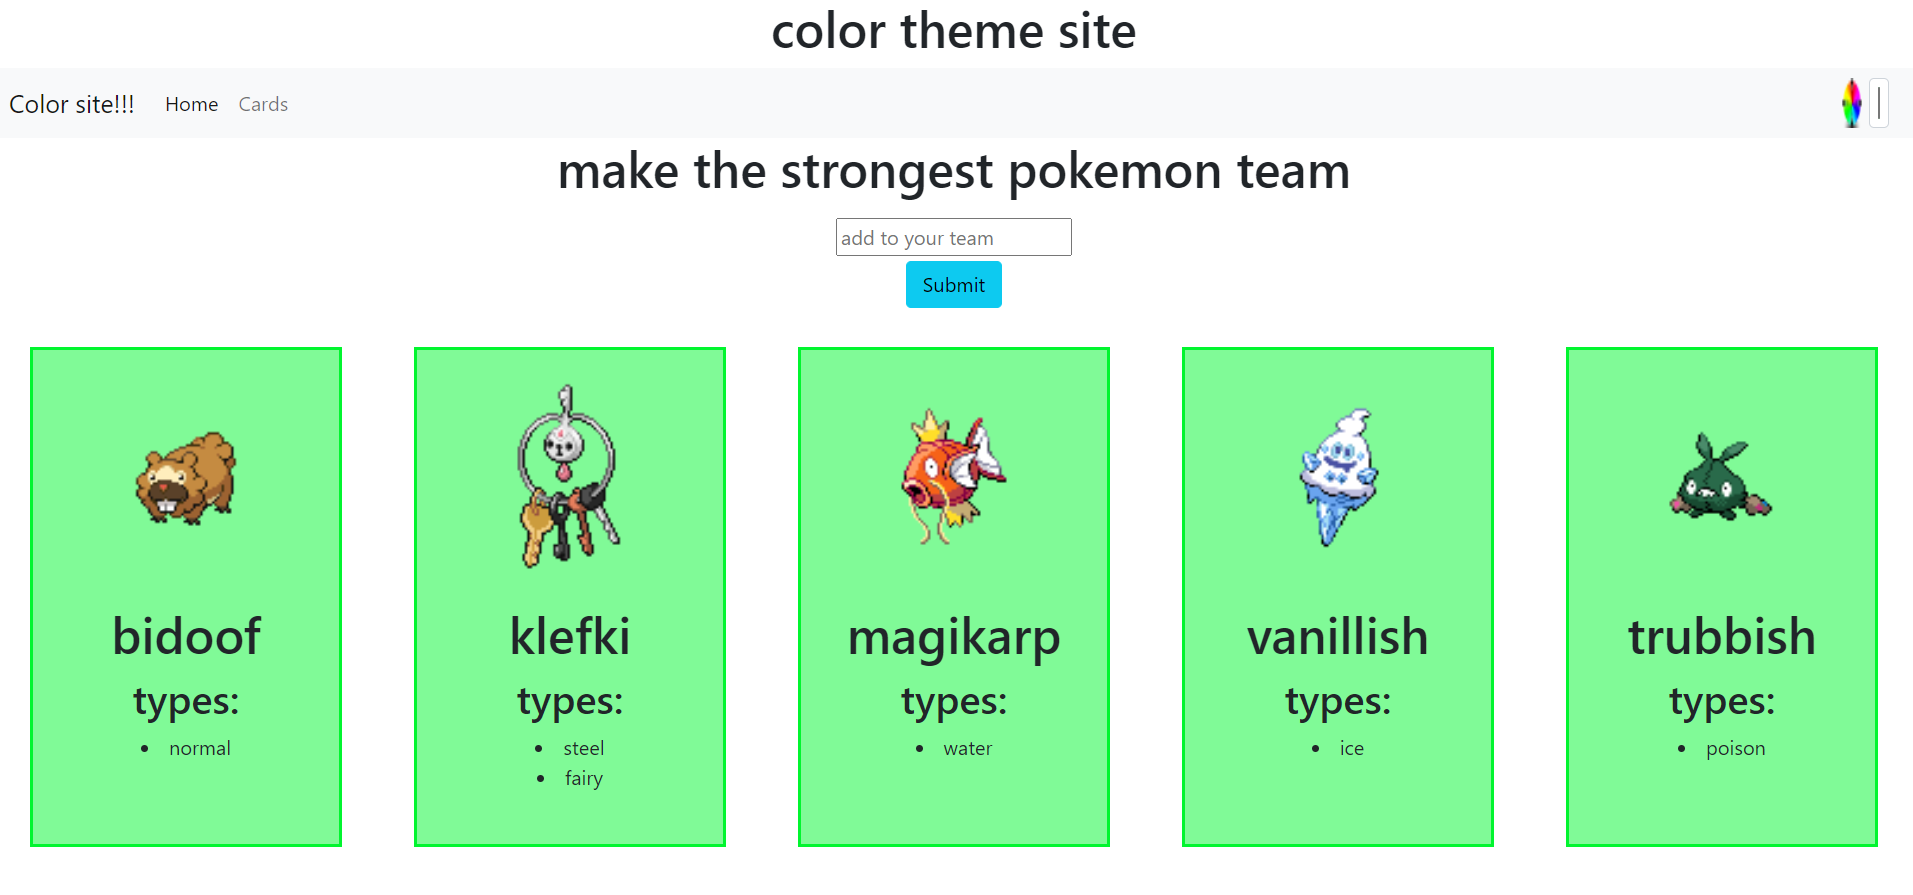 color theme site
Color site!!! Home Cards
make the strongest pokemon team
add to your team
Submit
bidoof
types:
• normal
klefki
types:
• steel
• fairy
magikarp
types:
• water
vanillish
types:
• ice
trubbish
types:
• poison